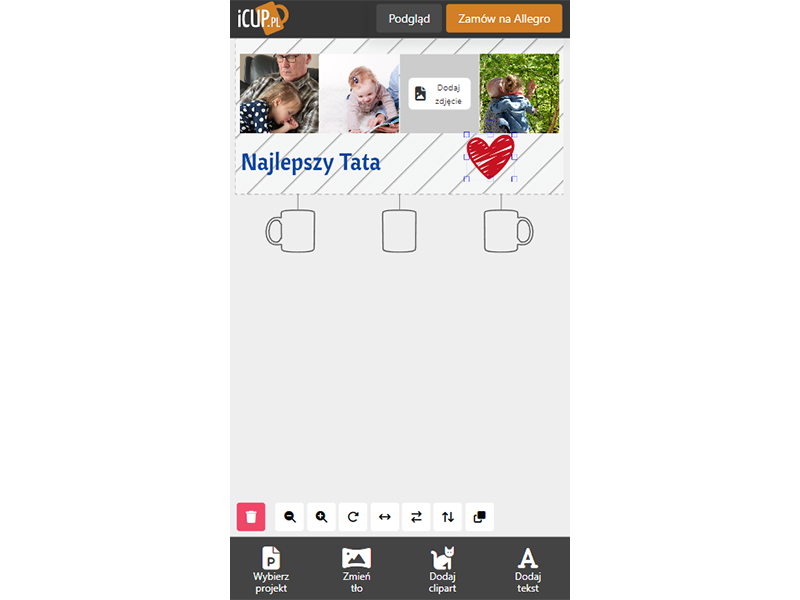 iCUP.PL
Podgląd
Zamów na Allegro
Dodaj
zdjęcie
Najlepszy Tata
P
Wybierz
projekt
Zmień
tło
Dodaj
clipart
A
Dodaj
tekst